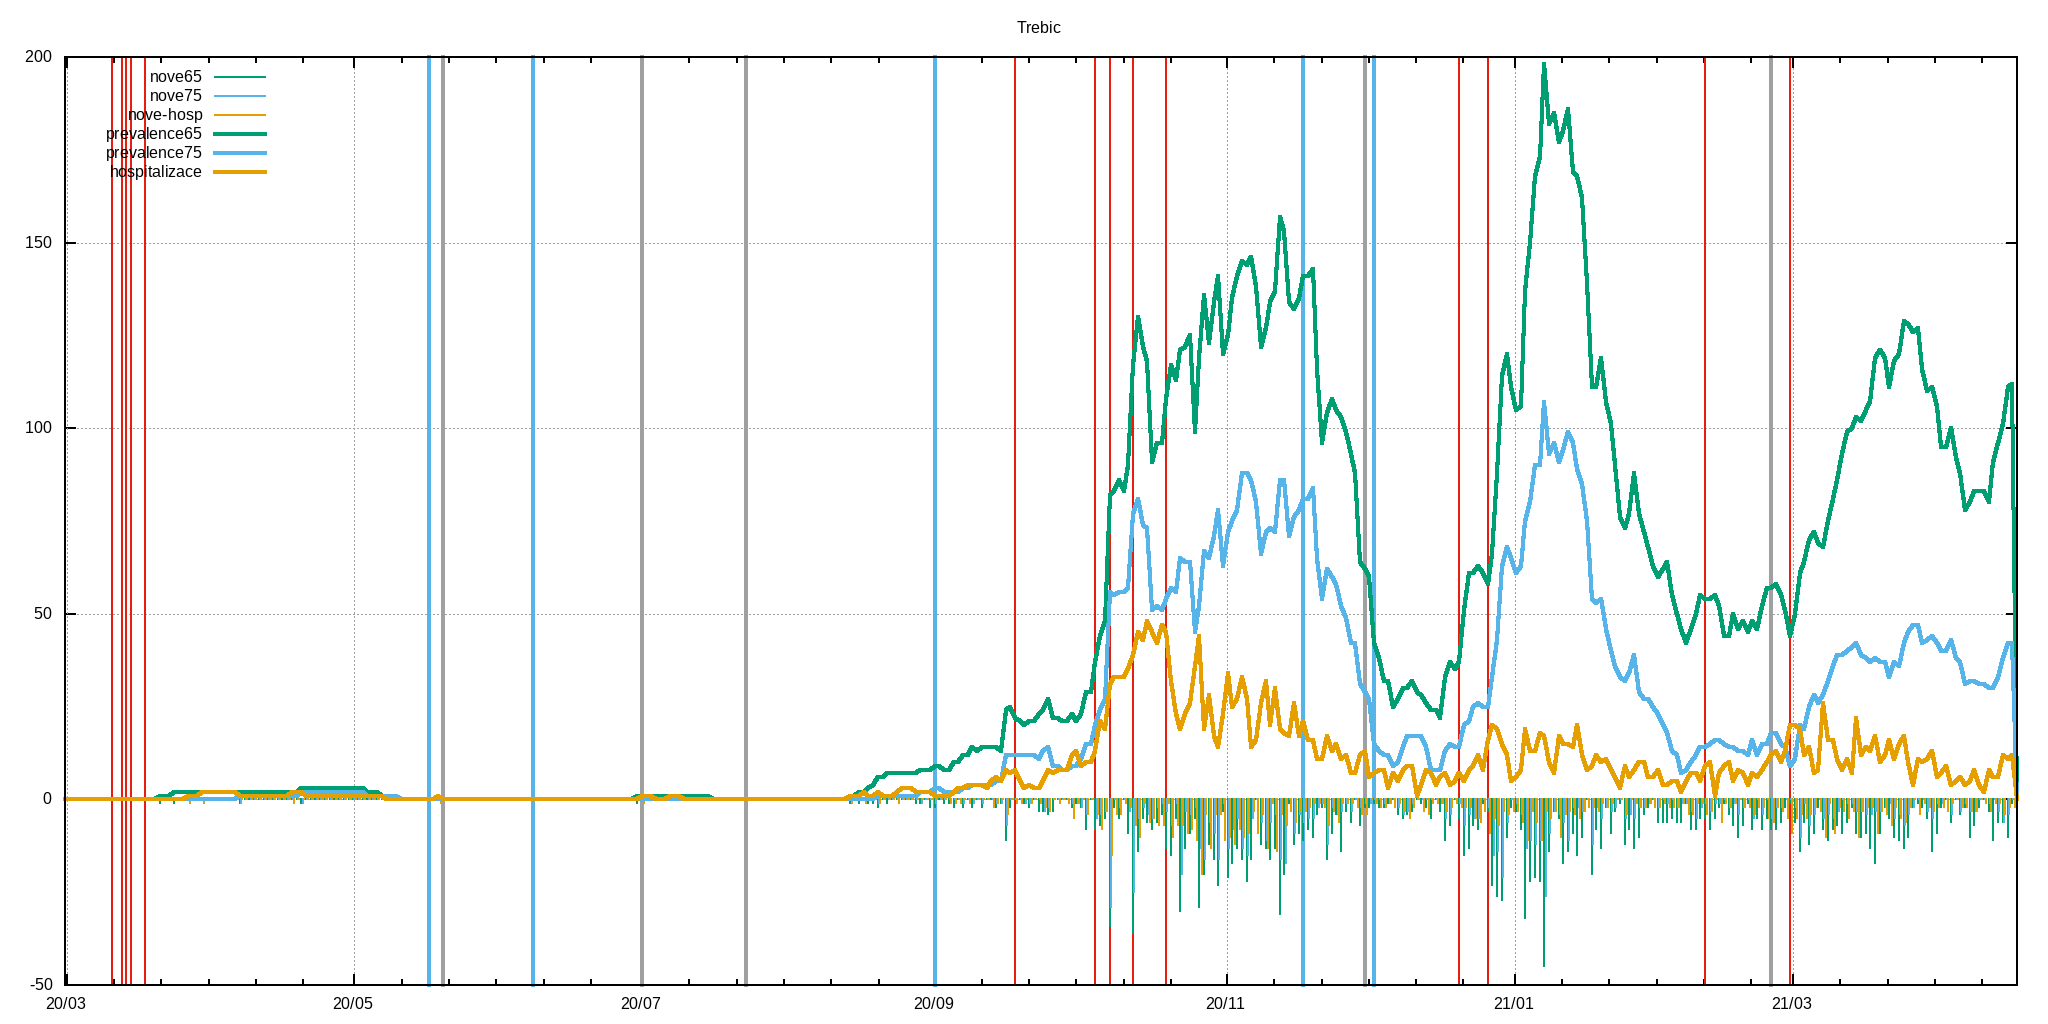 Trebic
200
150
100
50
0
-50
nove65
nove75
nove-hosp
prevalence65
prevalence75
hospitalizace
20/03 20/05 20/07 20/09 20/11 21/01 21/03